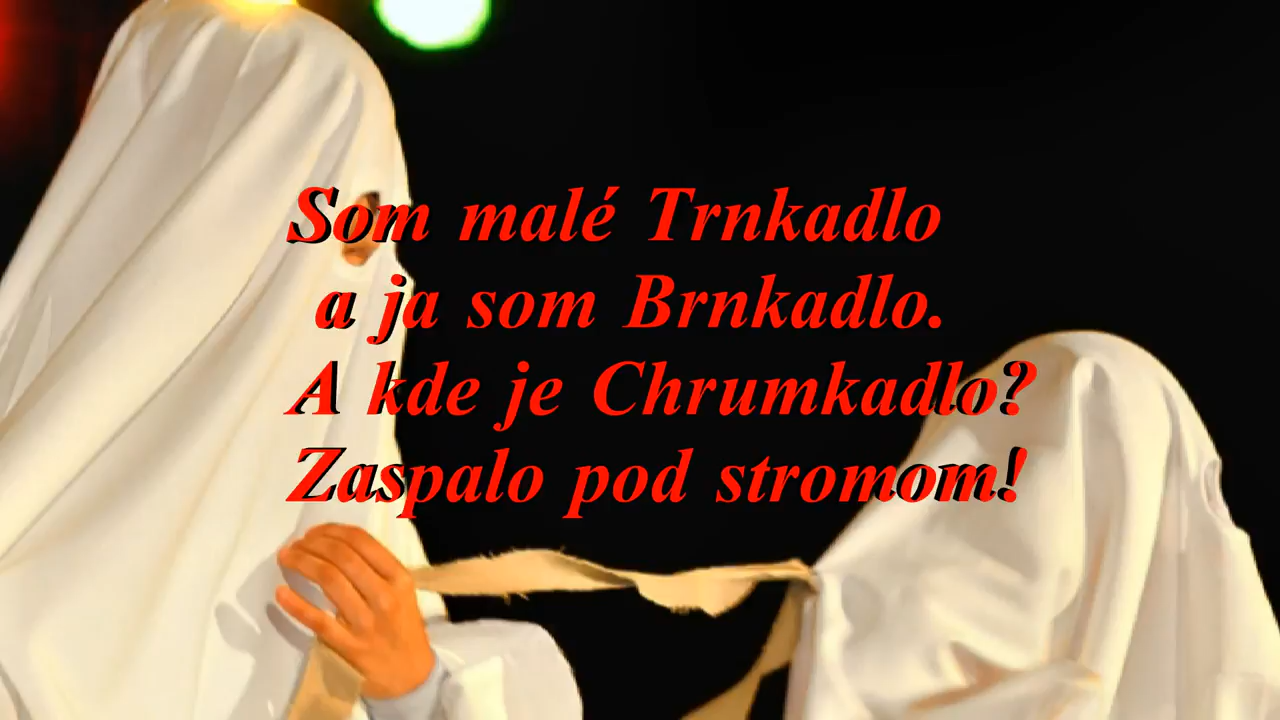 Som malé Trnkadlo
a ja som Brnkadlo.
A kde je Chrumkadlo?
Zaspalo pod stromom!